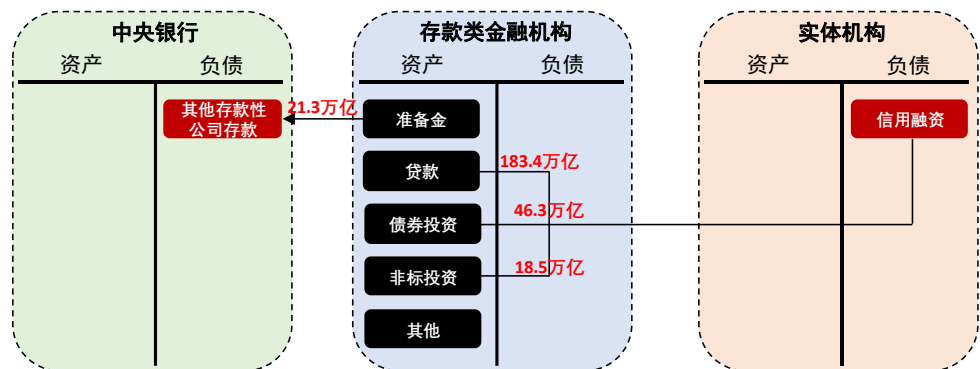 中央银行
资产
负债
其他存款性
公司存款
21.3万亿
存款类金融机构
资产
负债
准备金
贷款
183.4万亿
债券投资
46.3万亿
非标投资
18.5万亿
其他
实体机构
资产
负债
信用融资